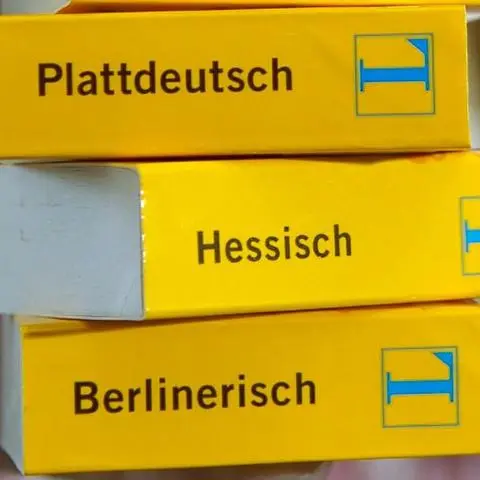 Plattdeutsch L
Hessisch L
Berlinerisch L